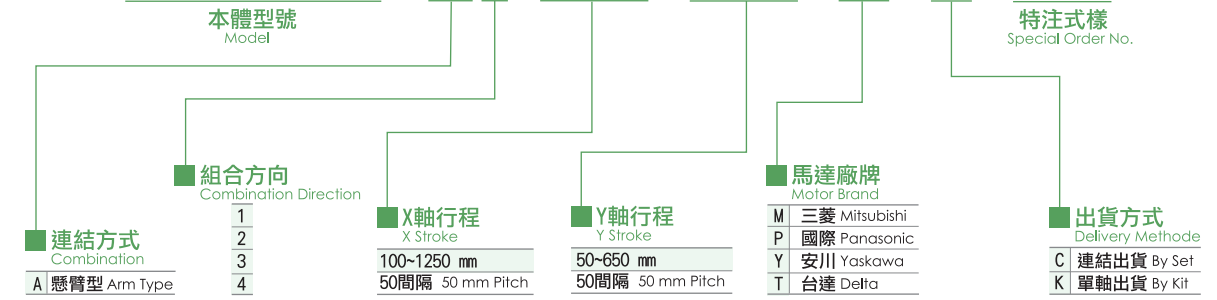 本體型號
Model
特注式樣
Special Order No.
組合方向
Combination Direction
1
2
3
4
馬達廠牌
Motor Brand
M 三菱 Mitsubishi
P 國際 Panasonic
Y 安川 Yaskawa
T 台達 Delta
X軸行程
X Stroke
100~1250 mm
50間隔 50 mm Pitch
Y軸行程
Y Stroke
50~650 mm
50間隔 50 mm Pitch
出貨方式
Delivery Methode
C 連結出貨 By Set
K 單軸出貨 By Kit
連結方式
Combination
A 懸臂型 Arm Type